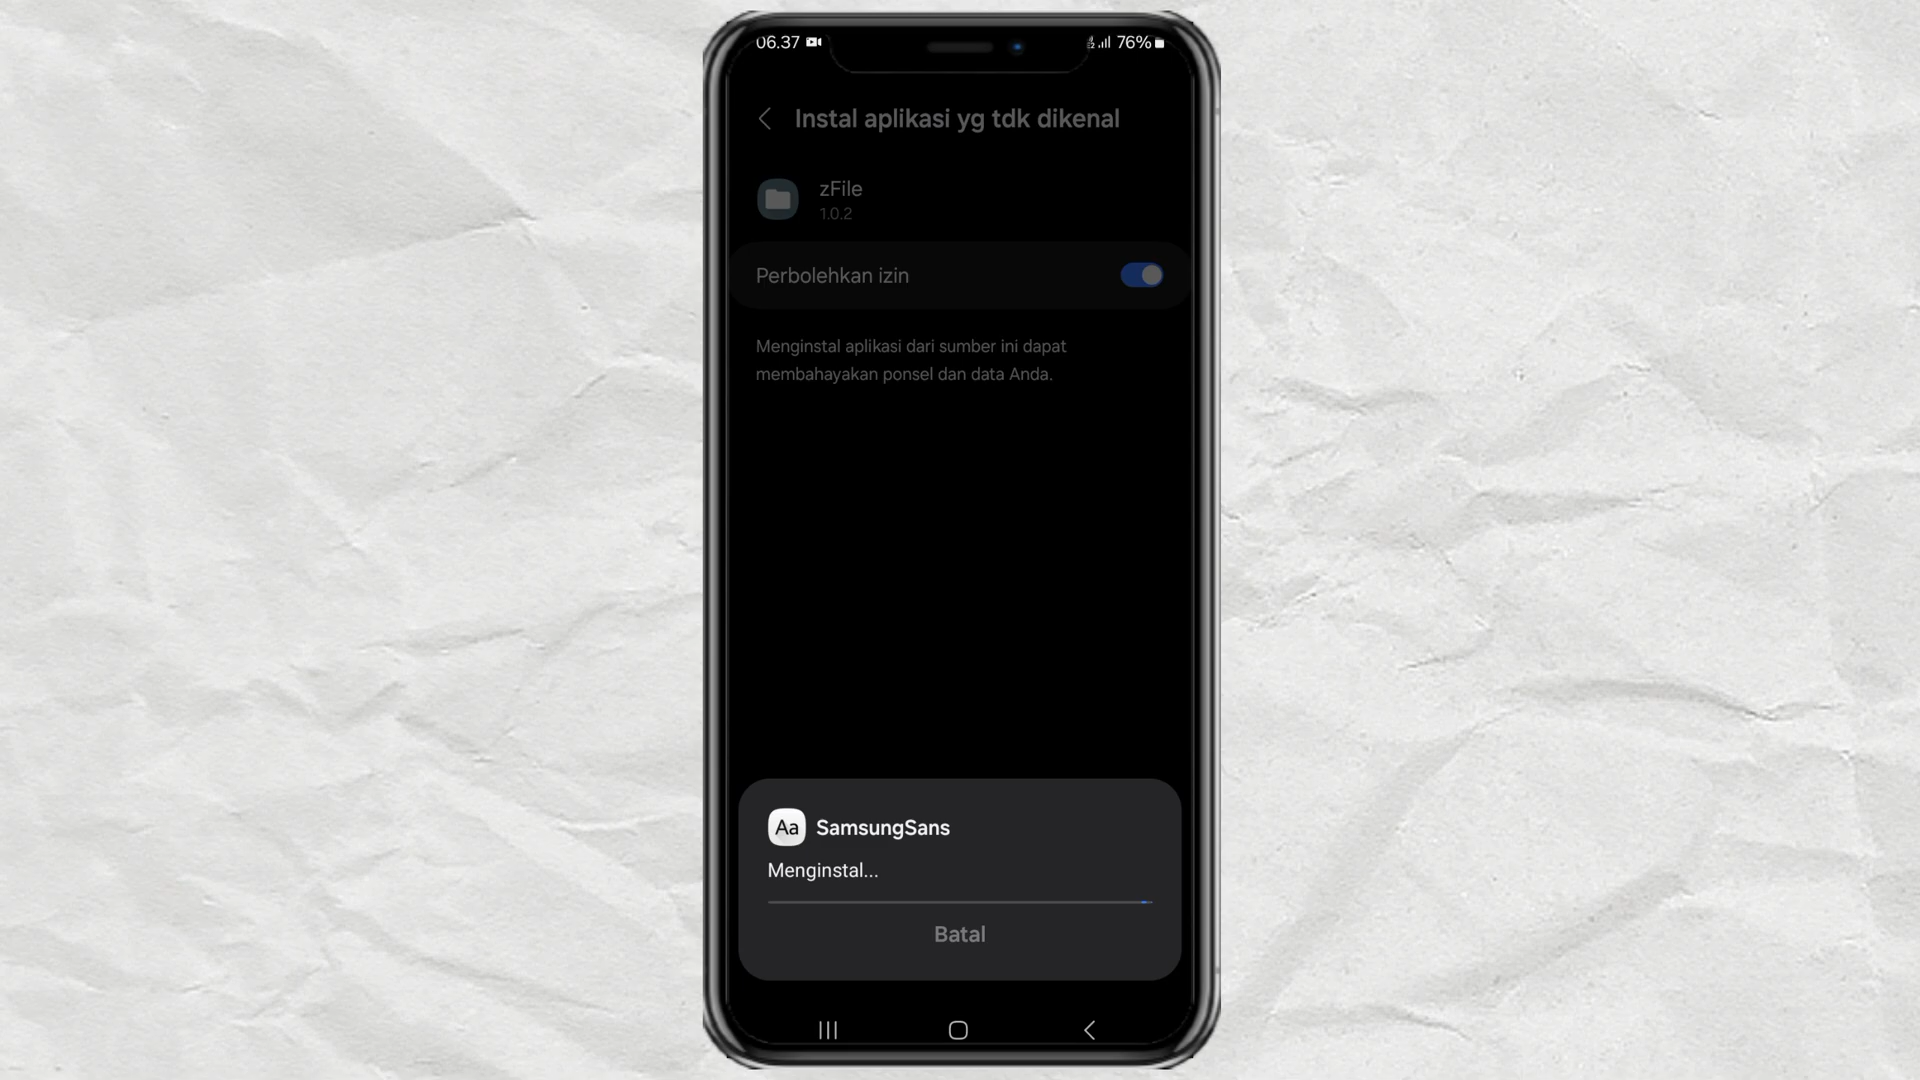 06.37
76%
Instal aplikasi yg tdk dikenal
zFile
1.0.2
Perbolehkan izin
Menginstal aplikasi dari sumber ini dapat
membahayakan ponsel dan data Anda.
Aa SamsungSans
Menginstal...
Batal